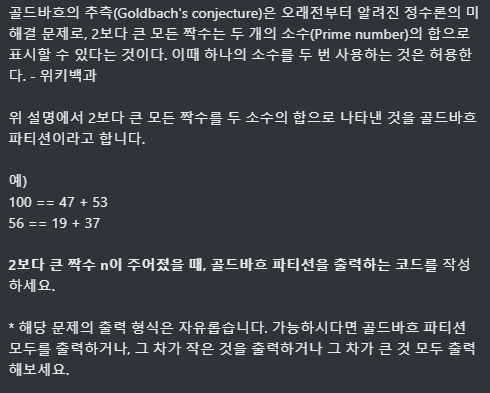 골드바흐의 추측(Goldbach's conjecture)은 오래전부터 알려진 정수론의 미
해결 문제로, 2보다 큰 모든 짝수는 두 개의 소수(Prime number)의 합으로
표시할 수 있다는 것이다. 이때 하나의 소수를 두 번 사용하는 것은 허용한
다. - 위키백과
위 설명에서 2보다 큰 모든 짝수를 두 소수의 합으로 나타낸 것을 골드바흐
파티션이라고 합니다.
예)
100 == 47 + 53
56 == 19 + 37
2보다 큰 짝수 n이 주어졌을 때, 골드바흐 파티션을 출력하는 코드를 작성
하세요.
* 해당 문제의 출력 형식은 자유롭습니다. 가능하시다면 골드바흐 파티션
모두를 출력하거나, 그 차가 작은 것을 출력하거나 그 차가 큰 것 모두 출력
해보세요.